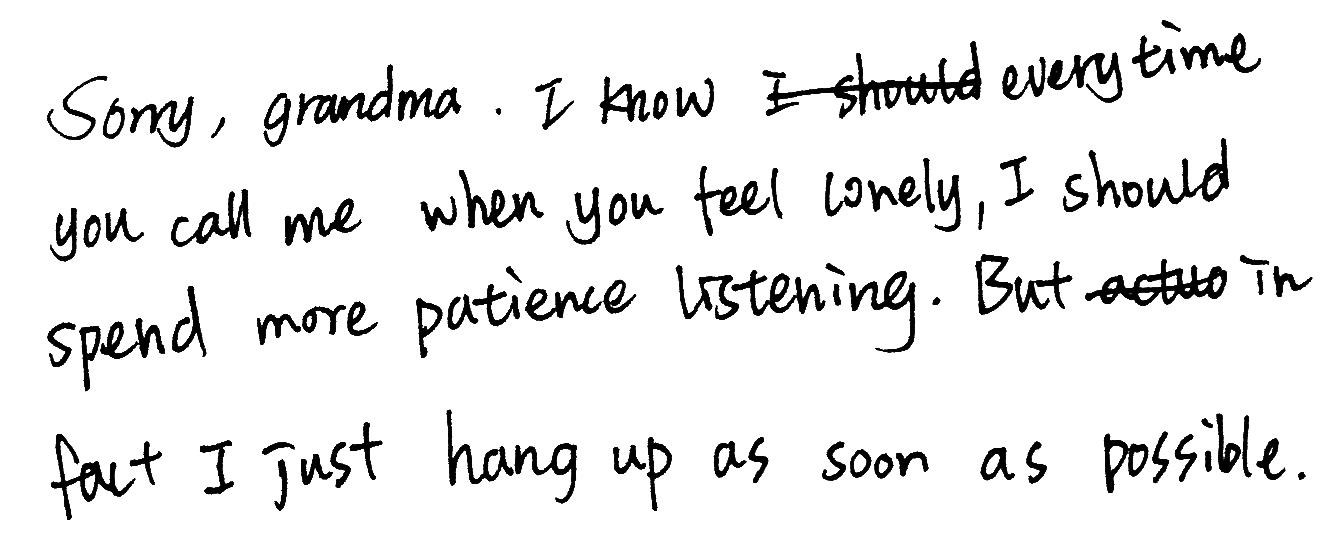 Sorry, grandma. I know I should every time
you call me when you feel lonely, I should
spend more patience listening. But actuo in
fact I just hang up as soon as possible.